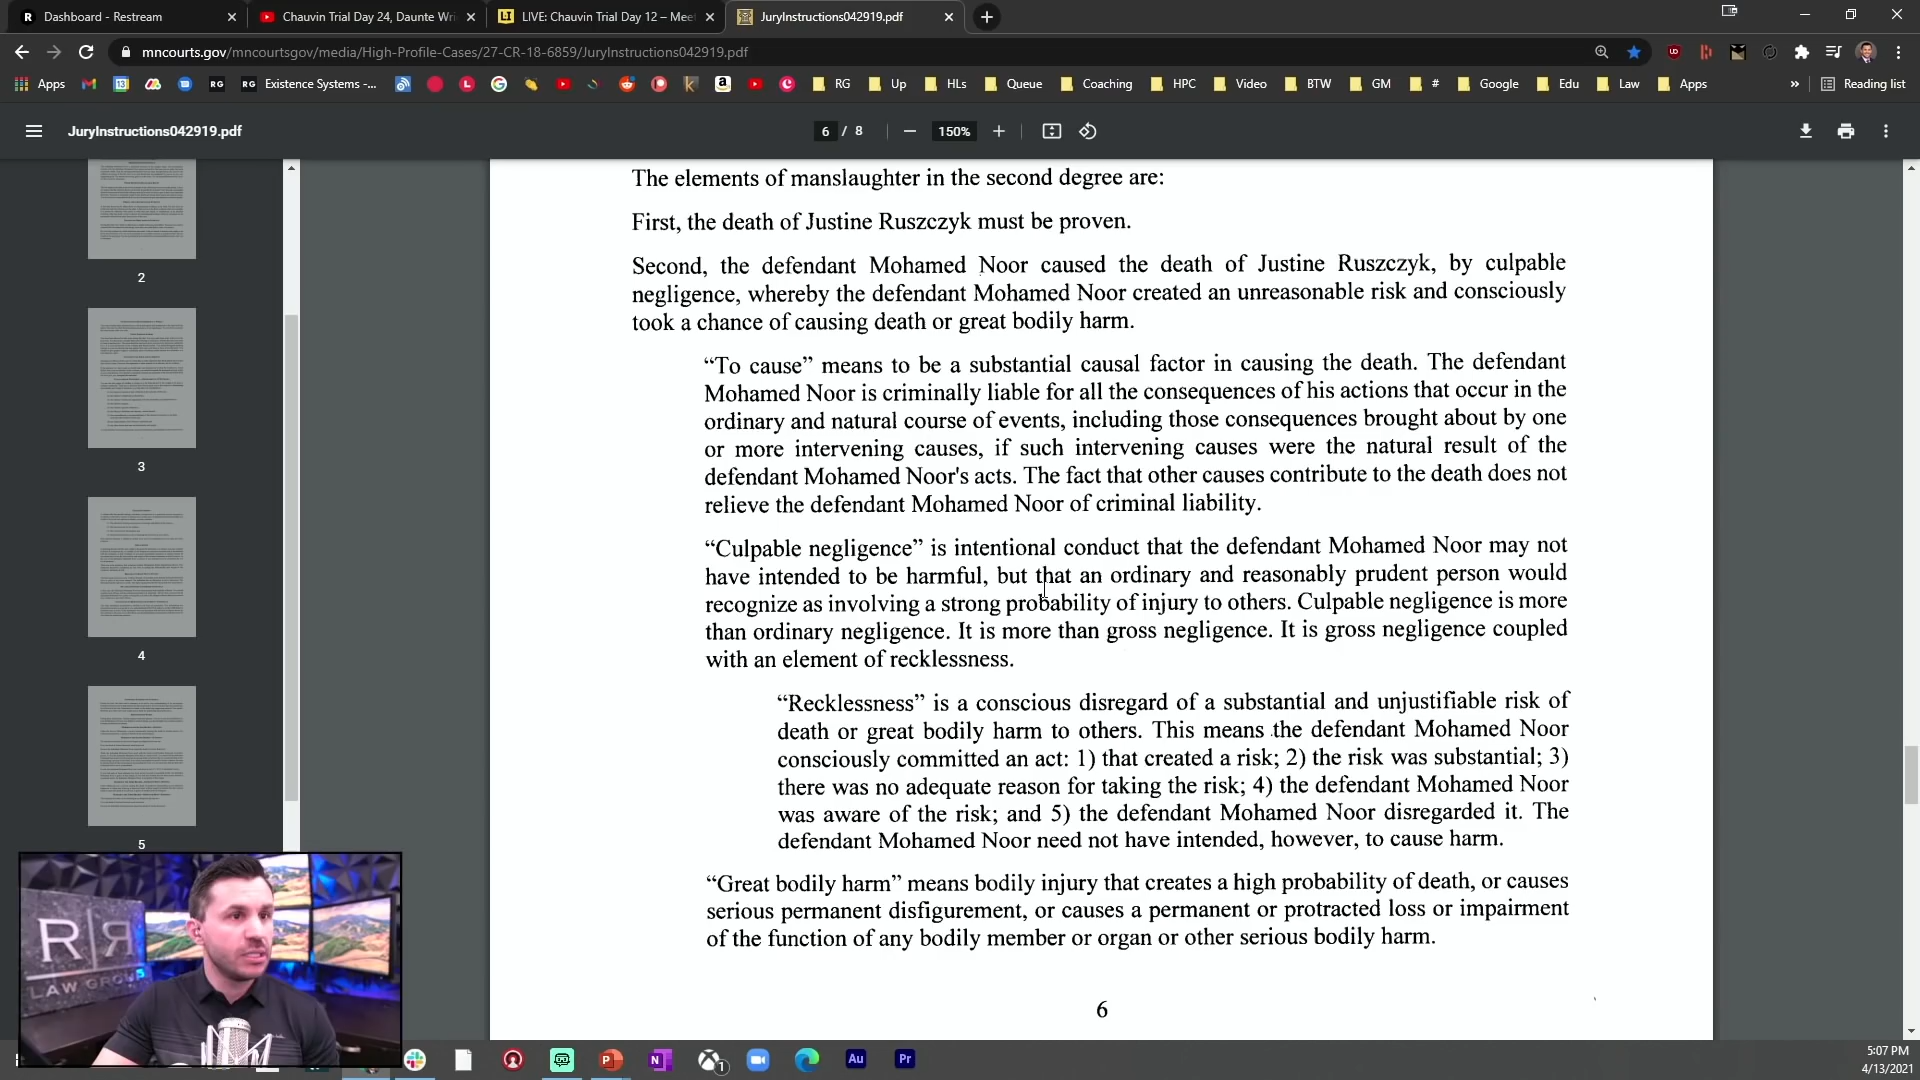 Dashboard - Restream
Chauvin Trial Day 24, Daunte Wri
LIVE: Chauvin Trial Day 12 – Meet
JuryInstructions042919.pdf
mncourts.gov/mncourtsgov/media/High-Profile-Cases/27-CR-18-6859/JuryInstructions042919.pdf
Apps
RG
RG
Existence Systems -...
RG
Up
HLs
Queue
Coaching
HPC
Video
BTW
GM
#
Google
Edu
Law
Apps
»
Reading list
JuryInstructions042919.pdf
6 / 8
150%
2
3
4
5
The elements of manslaughter in the second degree are:
First, the death of Justine Ruszczyk must be proven.
Second, the defendant Mohamed Noor caused the death of Justine Ruszczyk, by culpable
negligence, whereby the defendant Mohamed Noor created an unreasonable risk and consciously
took a chance of causing death or great bodily harm.
“To cause” means to be a substantial causal factor in causing the death. The defendant
Mohamed Noor is criminally liable for all the consequences of his actions that occur in the
ordinary and natural course of events, including those consequences brought about by one
or more intervening causes, if such intervening causes were the natural result of the
defendant Mohamed Noor's acts. The fact that other causes contribute to the death does not
relieve the defendant Mohamed Noor of criminal liability.
“Culpable negligence” is intentional conduct that the defendant Mohamed Noor may not
have intended to be harmful, but that an ordinary and reasonably prudent person would
recognize as involving a strong probability of injury to others. Culpable negligence is more
than ordinary negligence. It is more than gross negligence. It is gross negligence coupled
with an element of recklessness.
“Recklessness” is a conscious disregard of a substantial and unjustifiable risk of
death or great bodily harm to others. This means the defendant Mohamed Noor
consciously committed an act: 1) that created a risk; 2) the risk was substantial; 3)
there was no adequate reason for taking the risk; 4) the defendant Mohamed Noor
was aware of the risk; and 5) the defendant Mohamed Noor disregarded it. The
defendant Mohamed Noor need not have intended, however, to cause harm.
“Great bodily harm” means bodily injury that creates a high probability of death, or causes
serious permanent disfigurement, or causes a permanent or protracted loss or impairment
of the function of any bodily member or organ or other serious bodily harm.
6
R|R
LAW GROUP
Au
Pr
5:07 PM
4/13/2021